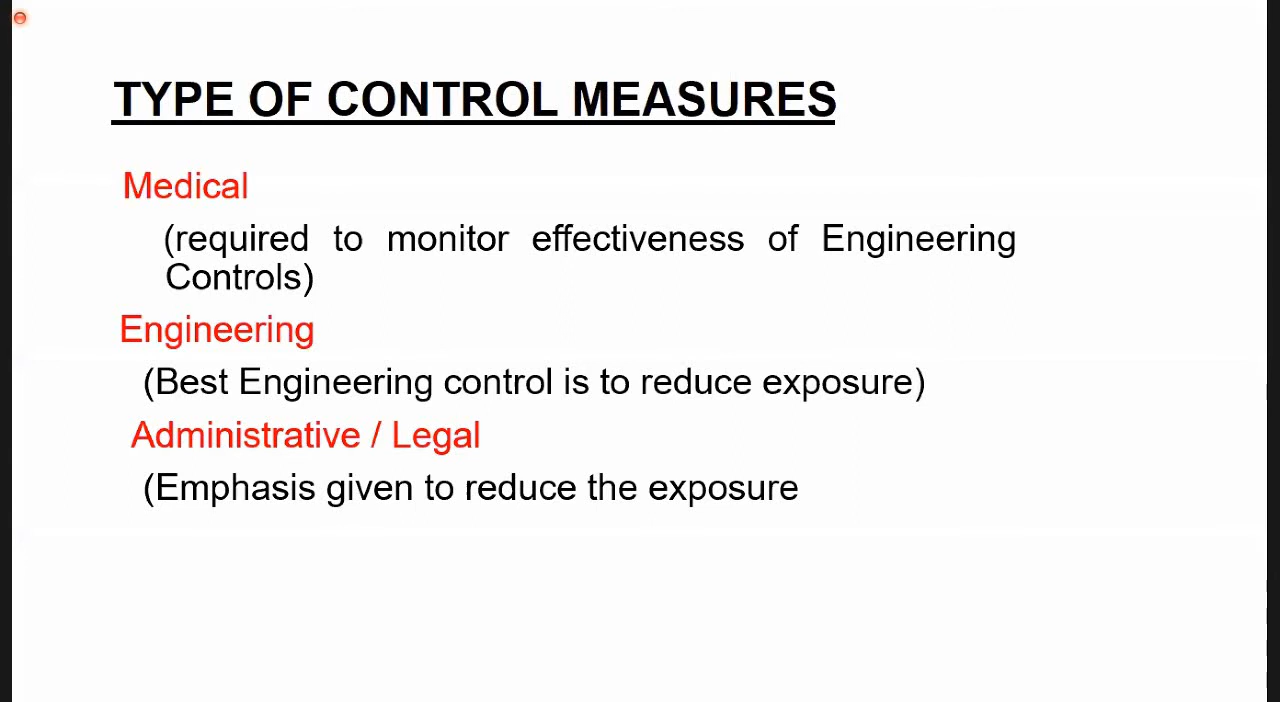 TYPE OF CONTROL MEASURES
Medical
(required to monitor effectiveness of Engineering
Controls)
Engineering
(Best Engineering control is to reduce exposure)
Administrative / Legal
(Emphasis given to reduce the exposure